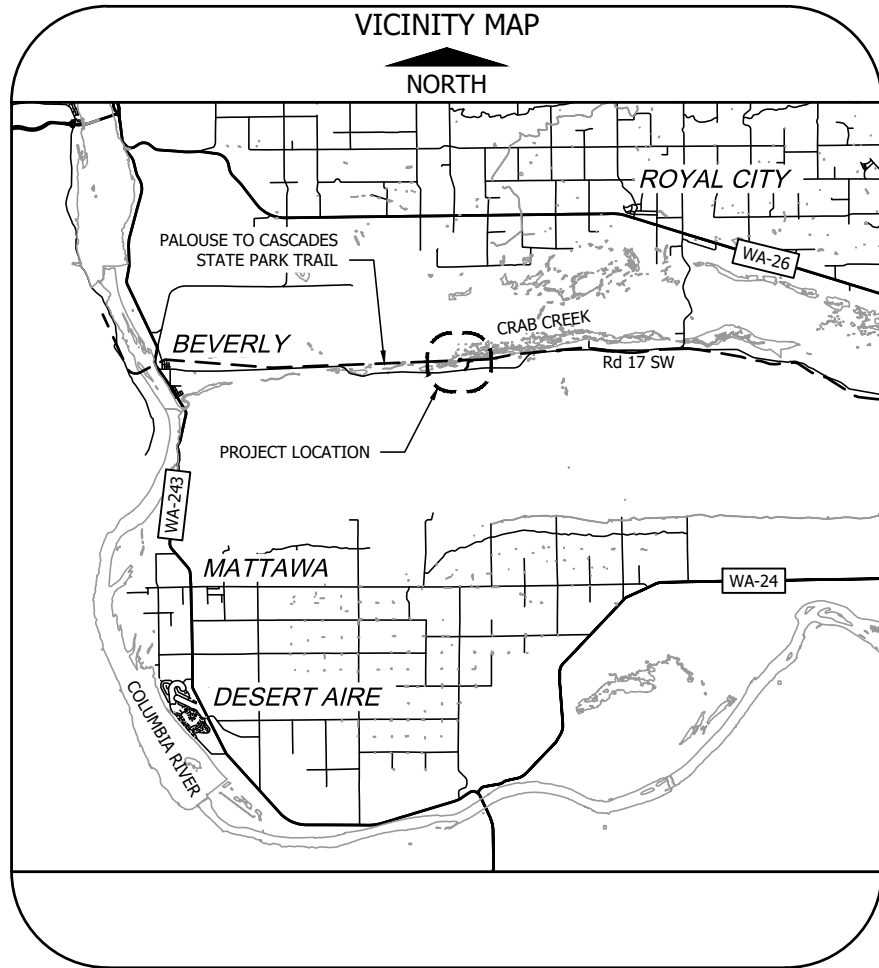 VICINITY MAP
NORTH
ROYAL CITY
PALOUSE TO CASCADES
STATE PARK TRAIL
WA-26
CRAB CREEK
BEVERLY
Rd 17 SW
PROJECT LOCATION
WA-243
MATTAWA
WA-24
DESERT AIRE
COLUMBIA RIVER